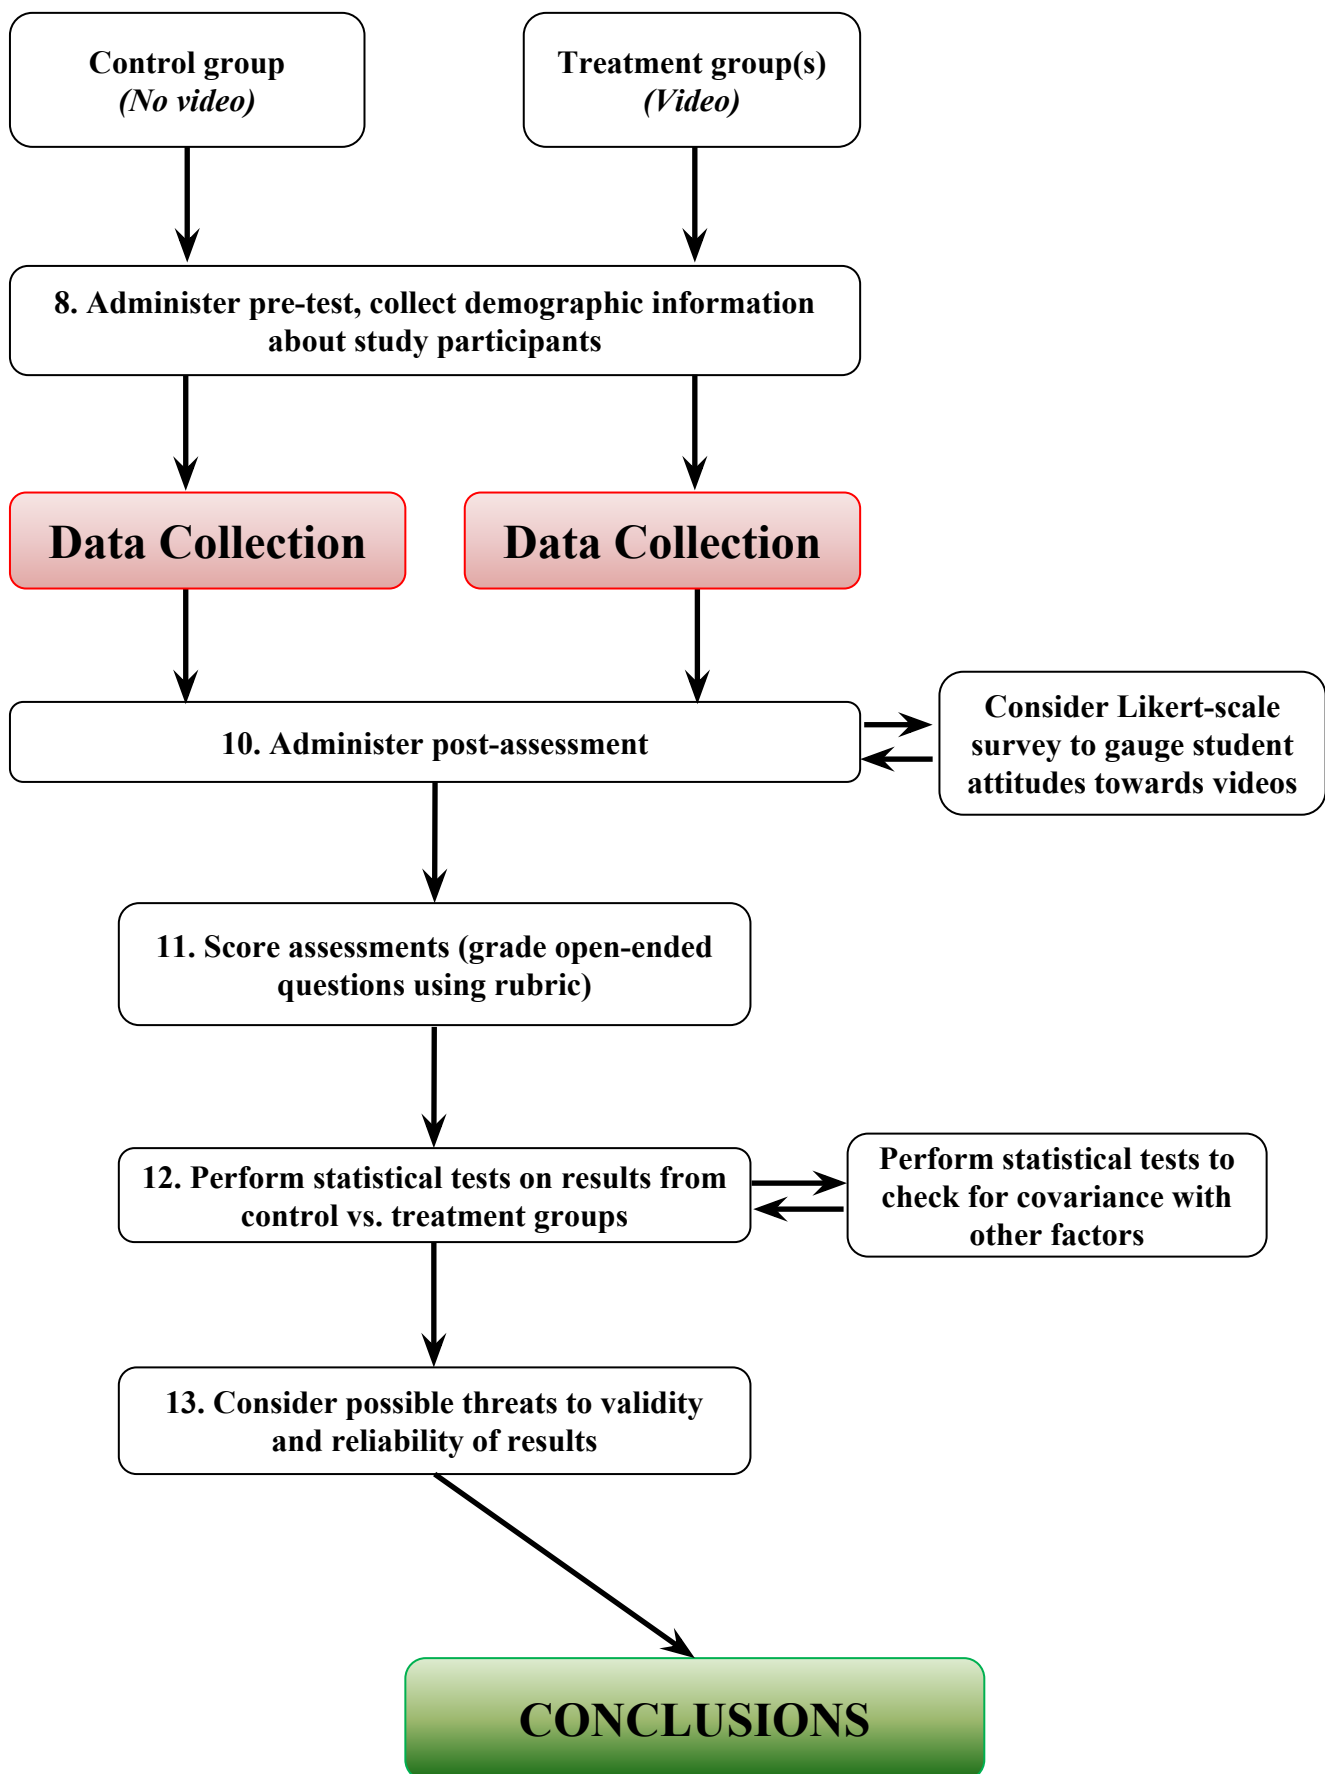 Control group
(No video)
Treatment group(s)
(Video)
8. Administer pre-test, collect demographic information
about study participants
Data Collection
Data Collection
10. Administer post-assessment
Consider Likert-scale
survey to gauge student
attitudes towards videos
11. Score assessments (grade open-ended
questions using rubric)
12. Perform statistical tests on results from
control vs. treatment groups
Perform statistical tests to
check for covariance with
other factors
13. Consider possible threats to validity
and reliability of results
CONCLUSIONS